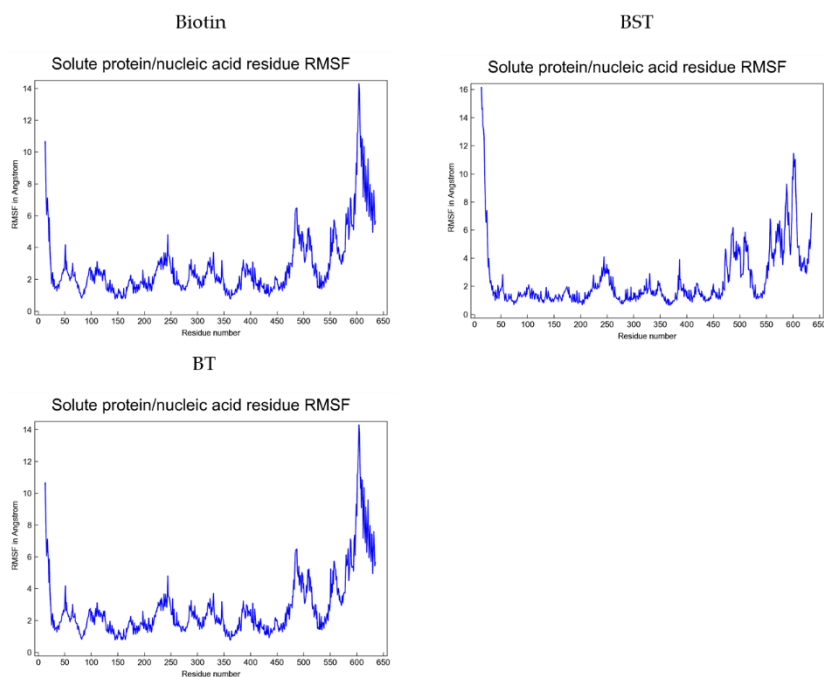 Biotin
Solute protein/nucleic acid residue RMSF
RMSF in Angstrom
14
12
10
8
6
4
2
0
0 50 100 150 200 250 300 350 400 450 500 550 600 650
Residue number
BST
Solute protein/nucleic acid residue RMSF
RMSF in Angstrom
16
14
12
10
8
6
4
2
0
0 50 100 150 200 250 300 350 400 450 500 550 600 650
Residue number
BT
Solute protein/nucleic acid residue RMSF
RMSF in Angstrom
14
12
10
8
6
4
2
0
0 50 100 150 200 250 300 350 400 450 500 550 600 650
Residue number